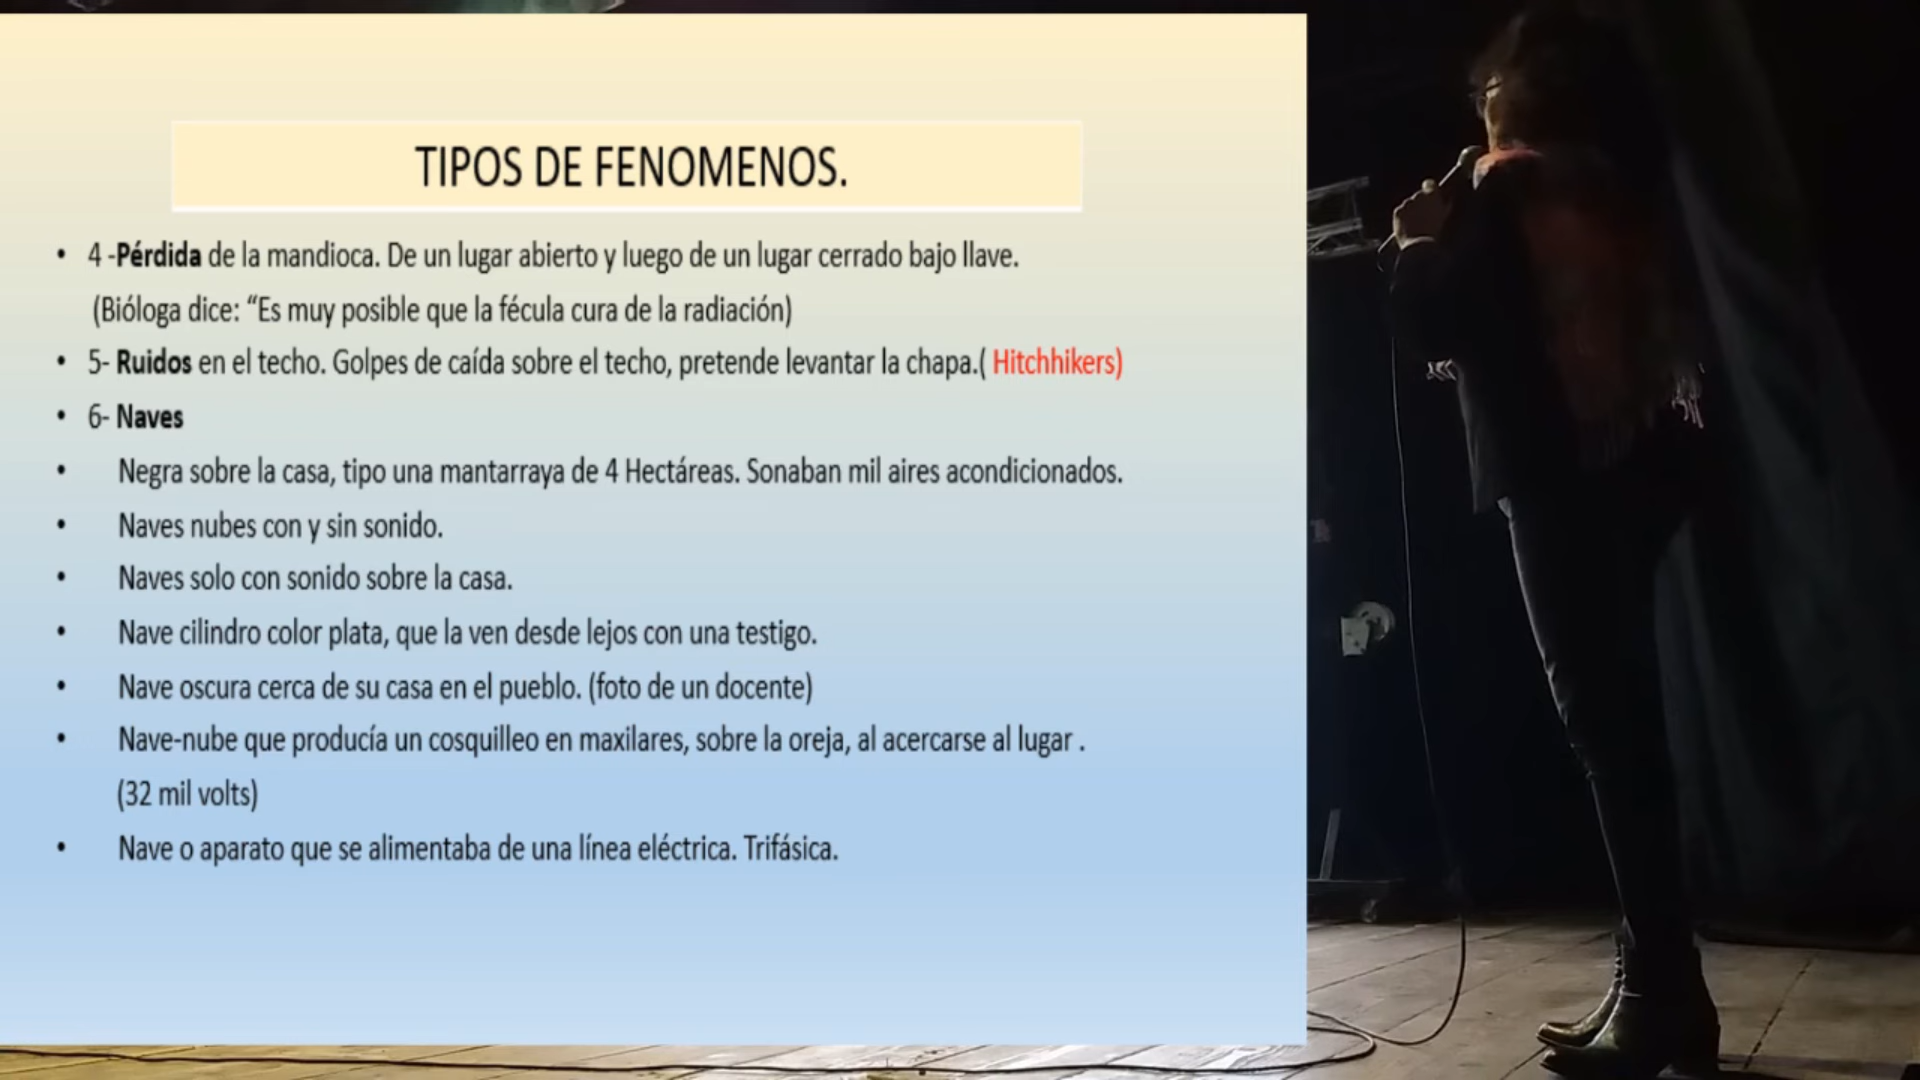 TIPOS DE FENOMENOS.
• 4 -Pérdida de la mandioca. De un lugar abierto y luego de un lugar cerrado bajo llave.
(Bióloga dice: “Es muy posible que la fécula cura de la radiación)
• 5- Ruidos en el techo. Golpes de caída sobre el techo, pretende levantar la chapa.( Hitchhikers)
• 6- Naves
• Negra sobre la casa, tipo una mantarraya de 4 Hectáreas. Sonaban mil aires acondicionados.
• Naves nubes con y sin sonido.
• Naves solo con sonido sobre la casa.
• Nave cilindro color plata, que la ven desde lejos con una testigo.
• Nave oscura cerca de su casa en el pueblo. (foto de un docente)
• Nave-nube que producía un cosquilleo en maxilares, sobre la oreja, al acercarse al lugar .
(32 mil volts)
• Nave o aparato que se alimentaba de una línea eléctrica. Trifásica.